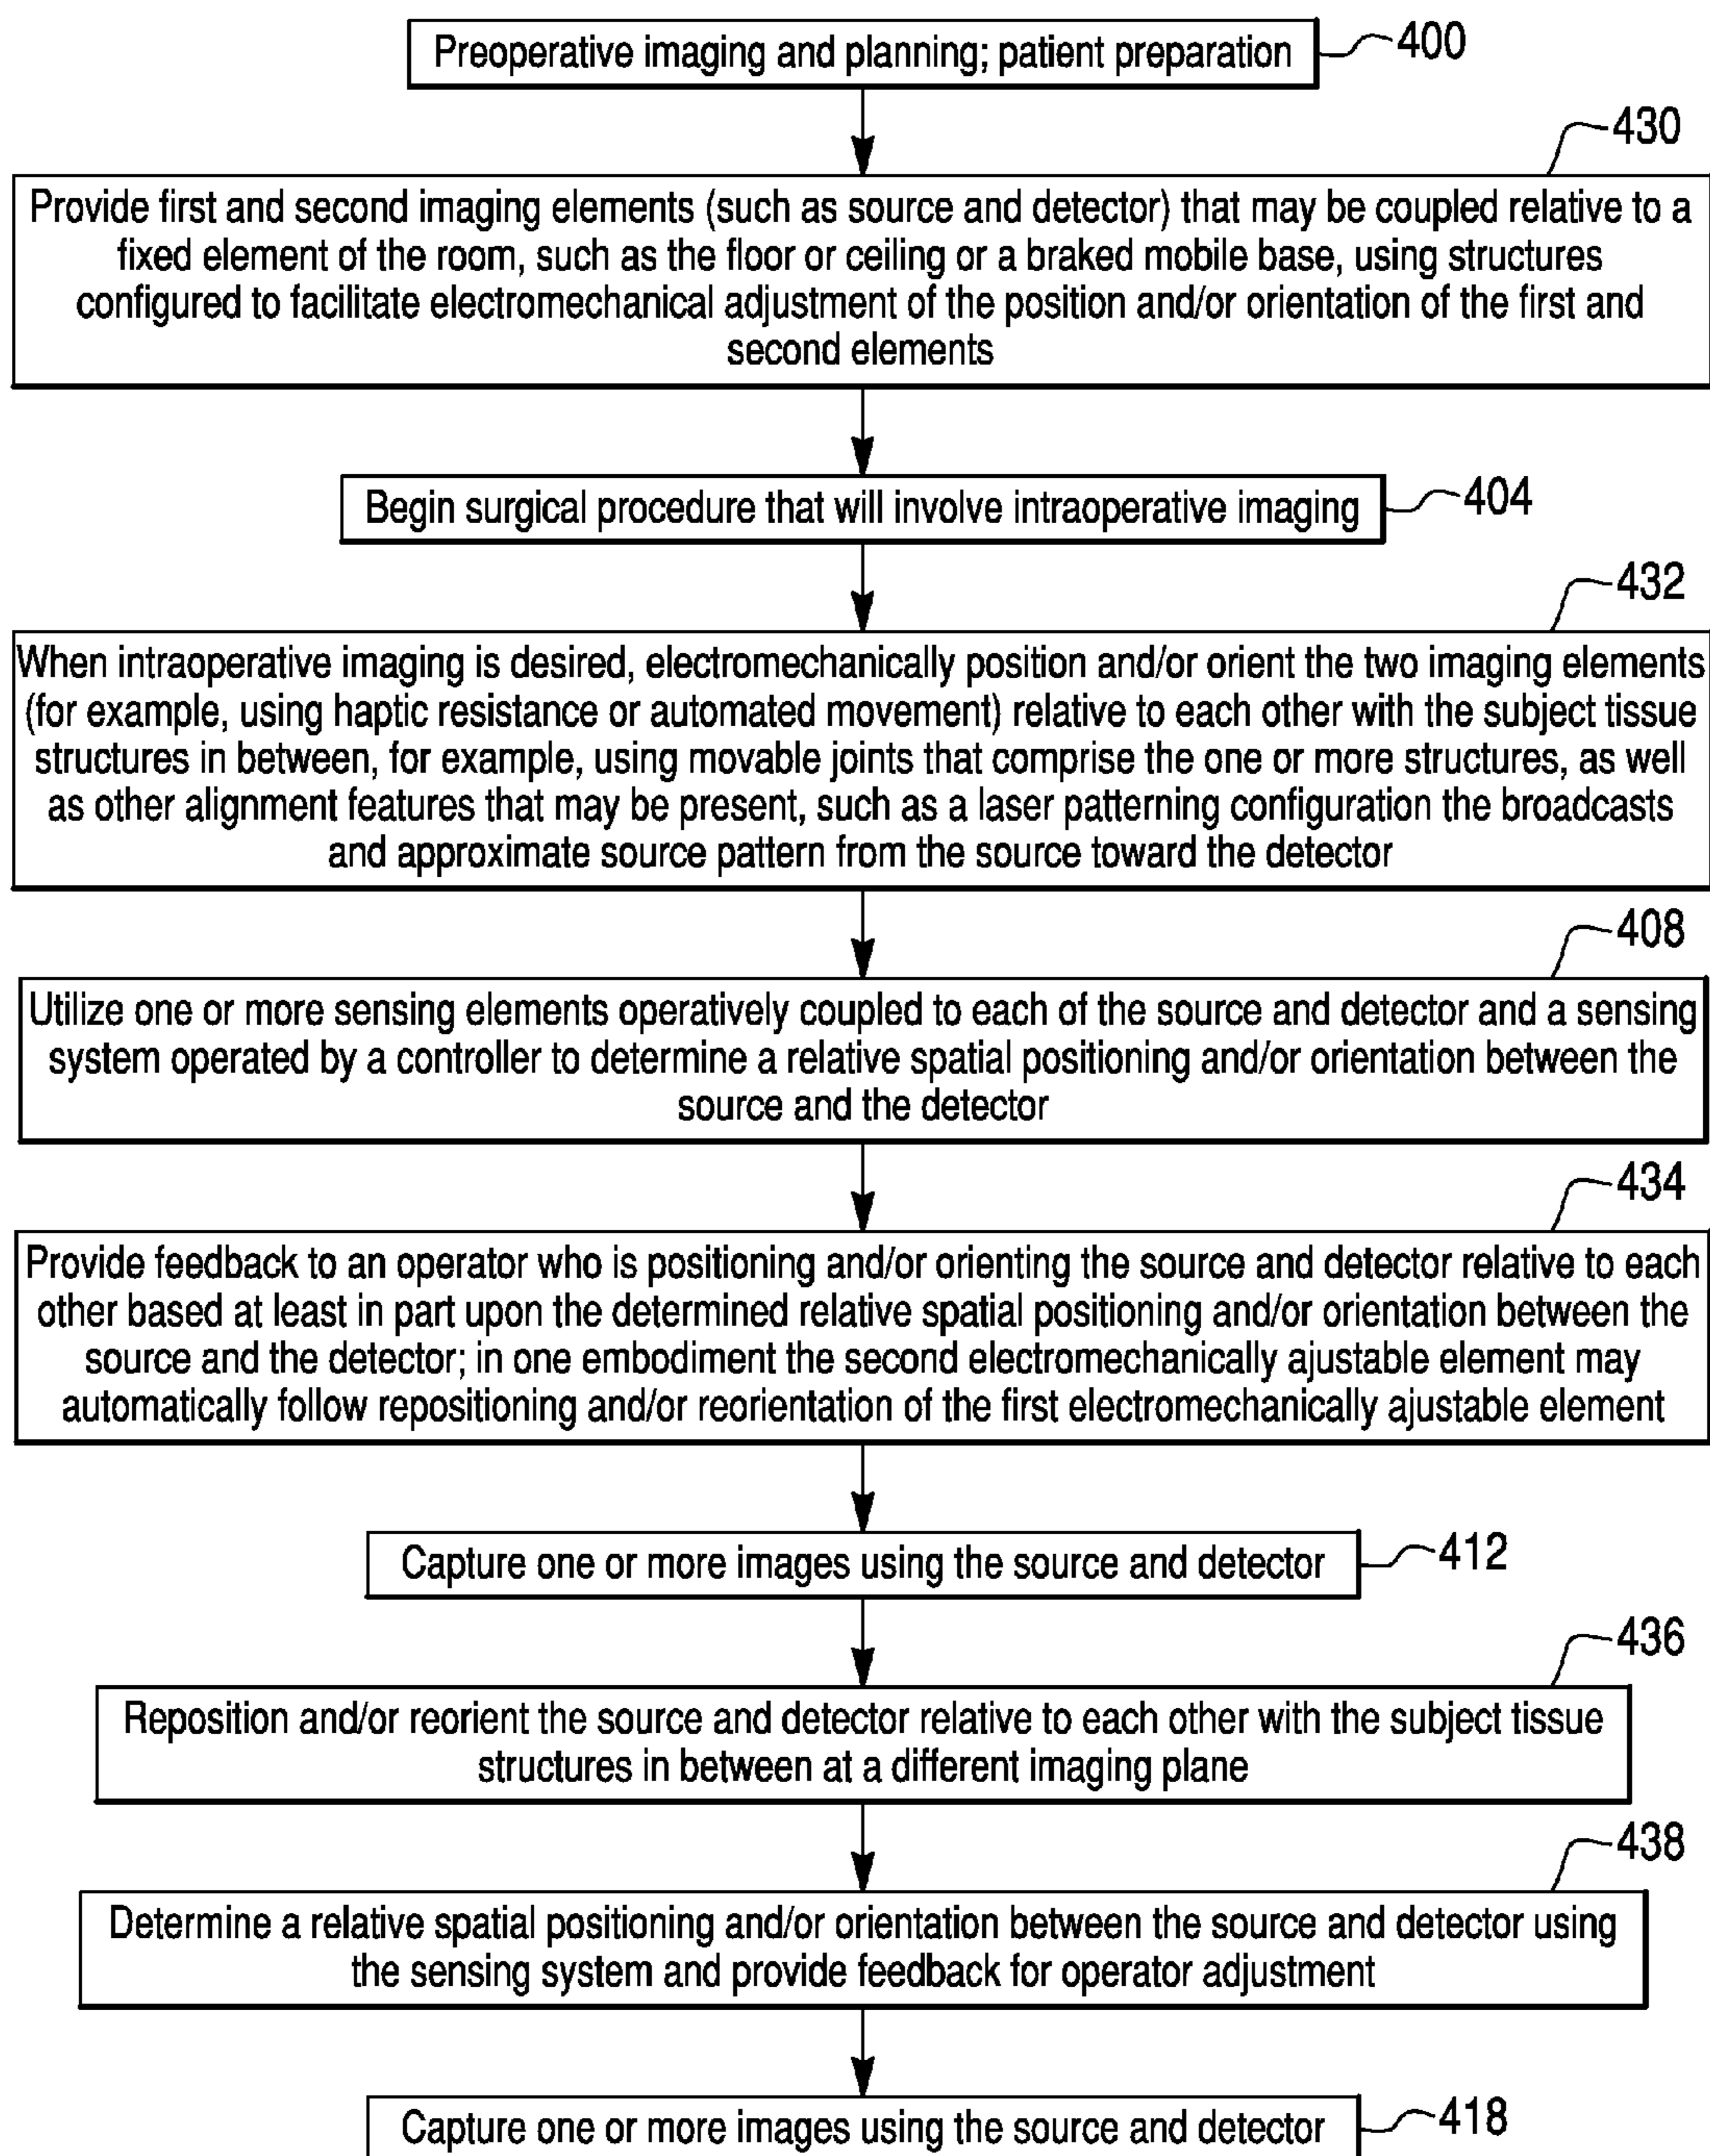 Preoperative imaging and planning; patient preparation
400
430
Provide first and second imaging elements (such as source and detector) that may be coupled relative to a
fixed element of the room, such as the floor or ceiling or a braked mobile base, using structures
configured to facilitate electromechanical adjustment of the position and/or orientation of the first and
second elements
Begin surgical procedure that will involve intraoperative imaging
404
432
When intraoperative imaging is desired, electromechanically position and/or orient the two imaging elements
(for example, using haptic resistance or automated movement) relative to each other with the subject tissue
structures in between, for example, using movable joints that comprise the one or more structures, as well
as other alignment features that may be present, such as a laser patterning configuration the broadcasts
and approximate source pattern from the source toward the detector
408
Utilize one or more sensing elements operatively coupled to each of the source and detector and a sensing
system operated by a controller to determine a relative spatial positioning and/or orientation between the
source and the detector
434
Provide feedback to an operator who is positioning and/or orienting the source and detector relative to each
other based at least in part upon the determined relative spatial positioning and/or orientation between the
source and the detector; in one embodiment the second electromechanically ajustable element may
automatically follow repositioning and/or reorientation of the first electromechanically ajustable element
Capture one or more images using the source and detector
412
436
Reposition and/or reorient the source and detector relative to each other with the subject tissue
structures in between at a different imaging plane
438
Determine a relative spatial positioning and/or orientation between the source and detector using
the sensing system and provide feedback for operator adjustment
Capture one or more images using the source and detector
418